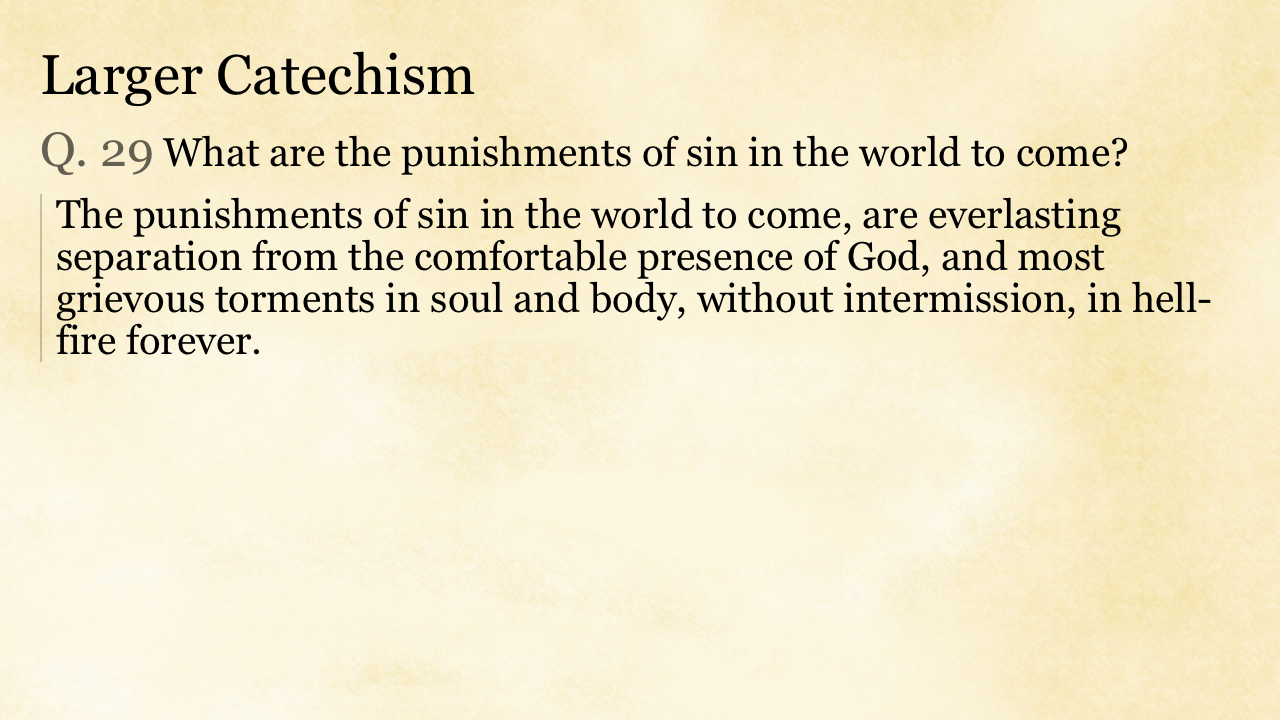 Larger Catechism
Q. 29 What are the punishments of sin in the world to come?
The punishments of sin in the world to come, are everlasting
separation from the comfortable presence of God, and most
grievous torments in soul and body, without intermission, in hell-
fire forever.